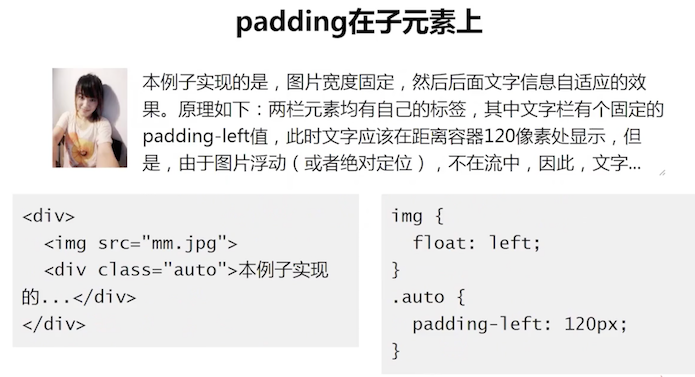 padding在子元素上
本例子实现的是，图片宽度固定，然后后面文字信息自适应的效
果。原理如下：两栏元素均有自己的标签，其中文字栏有个固定的
padding-left值，此时文字应该在距离容器120像素处显示，但
是，由于图片浮动（或者绝对定位），不在流中，因此，文字...
<div>
  <img src="mm.jpg">
  <div class="auto">本例子实现
的...</div>
</div>
img {
  float: left;
}
.auto {
  padding-left: 120px;
}